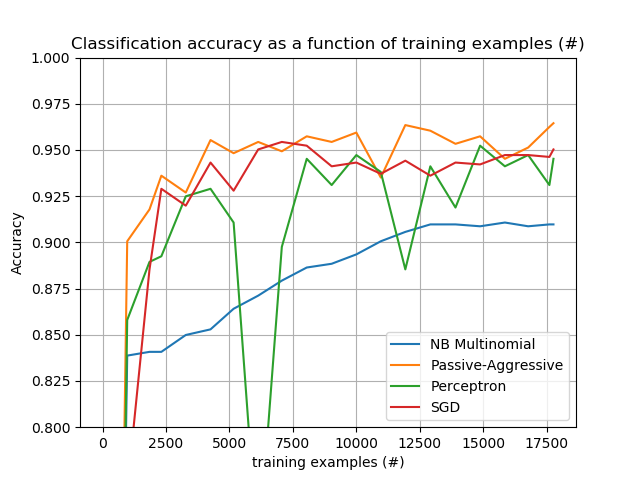 Classification accuracy as a function of training examples (#)
1.000
0.975
0.950
0.925
0.900
0.875
0.850
0.825
0.800
Accuracy
NB Multinomial
Passive-Aggressive
Perceptron
SGD
0 2500 5000 7500 10000 12500 15000 17500
training examples (#)